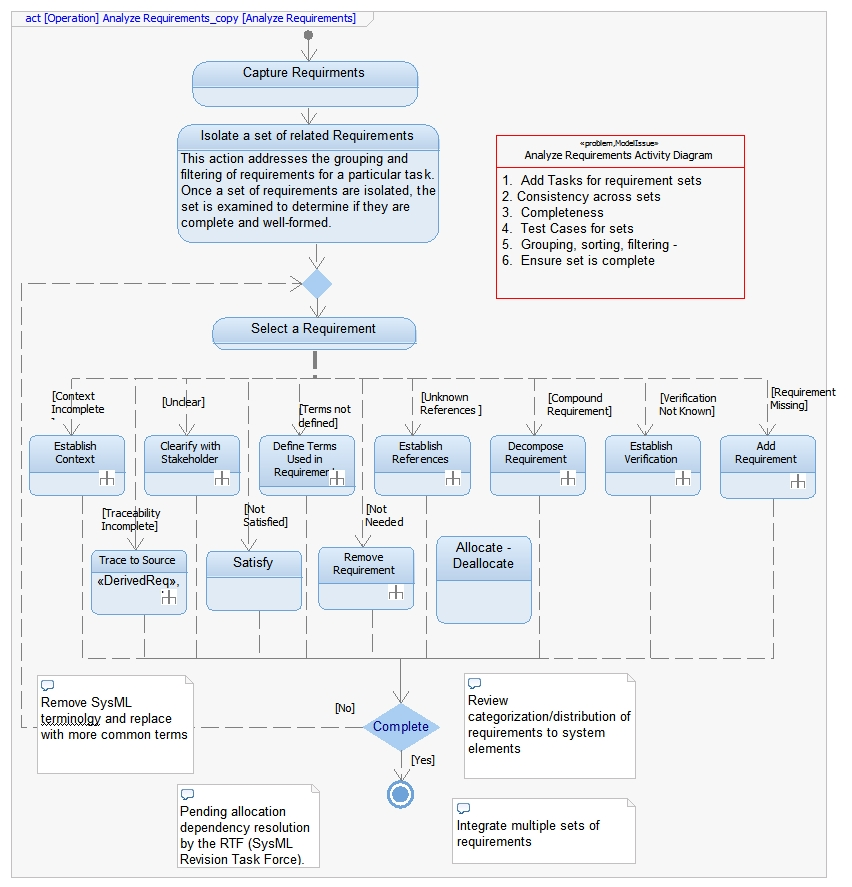 act [Operation] Analyze Requirements_copy [Analyze Requirements]
Capture Requirments
Isolate a set of related Requirements
This action addresses the grouping and
filtering of requirements for a particular task.
Once a set of requirements are isolated, the
set is examined to determine if they are
complete and well-formed.
«problem,ModelIssue»
Analyze Requirements Activity Diagram
1. Add Tasks for requirement sets
2. Consistency across sets
3. Completeness
4. Test Cases for sets
5. Grouping, sorting, filtering -
6. Ensure set is complete
Select a Requirement
[Context
Incomplete
]
[Unclear]
[Terms not
defined]
[Unknown
References ]
[Compound
Requirement]
[Verification
Not Known]
[Requirement
Missing]
Establish
Context
Clearify with
Stakeholder
Define Terms
Used in
Requirement
Establish
References
Decompose
Requirement
Establish
Verification
Add
Requirement
[Traceability
Incomplete]
[Not
Satisfied]
[Not
Needed
Trace to Source
«DerivedReq»,
Satisfy
Remove
Requirement
Allocate -
Deallocate
Remove SysML
terminolgy and replace
with more common terms
[No]
Complete
[Yes]
Review
categorization/distribution of
requirements to system
elements
Pending allocation
dependency resolution
by the RTF (SysML
Revision Task Force).
Integrate multiple sets of
requirements